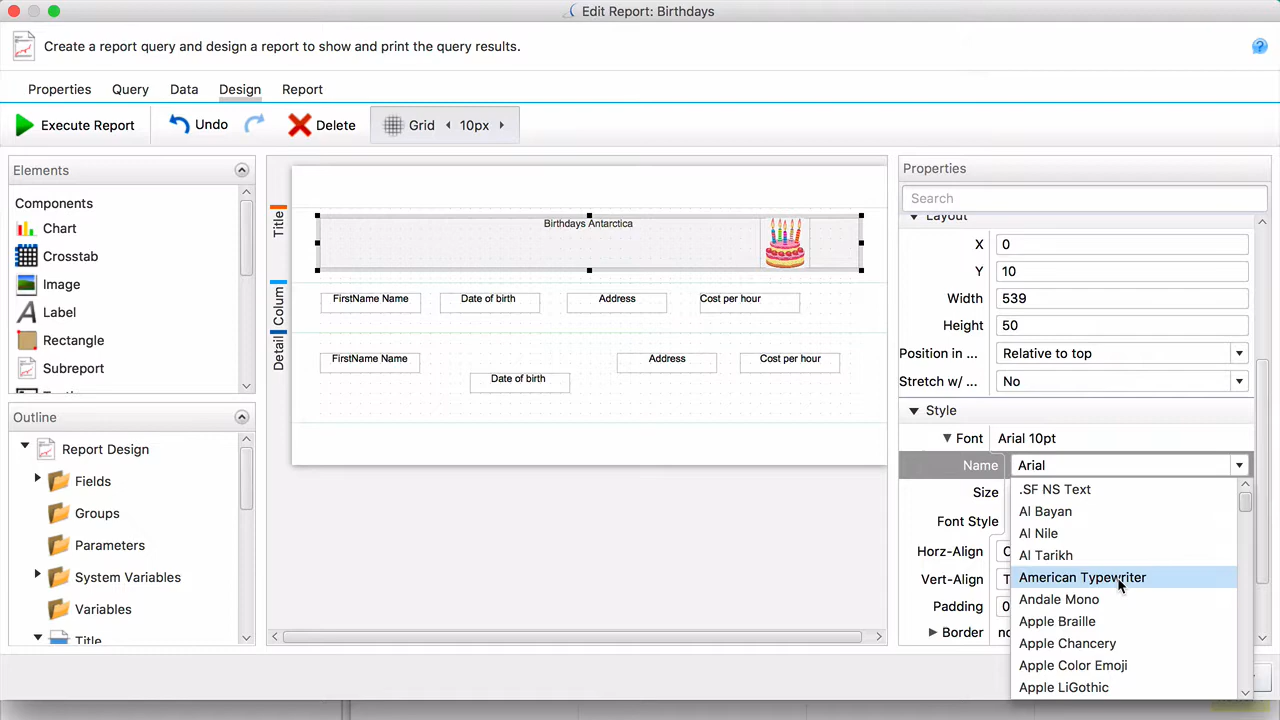 Edit Report: Birthdays
Create a report query and design a report to show and print the query results.
Properties Query Data Design Report
Execute Report Undo Delete Grid 10px
Elements
Components
Chart
Crosstab
Image
Label
Rectangle
Subreport
Outline
Report Design
Fields
Groups
Parameters
System Variables
Variables
Title
Title
Colum
Detail
Birthdays Antarctica
FirstName Name Date of birth Address Cost per hour
FirstName Name Address Cost per hour
Date of birth
Properties
Search
Layout
X 0
Y 10
Width 539
Height 50
Position in ... Relative to top
Stretch w/ ... No
Style
Font Arial 10pt
Name Arial
Size
Font Style
Horz-Align C
Vert-Align T
Padding 0
Border no
.SF NS Text
Al Bayan
Al Nile
Al Tarikh
American Typewriter
Andale Mono
Apple Braille
Apple Chancery
Apple Color Emoji
Apple LiGothic